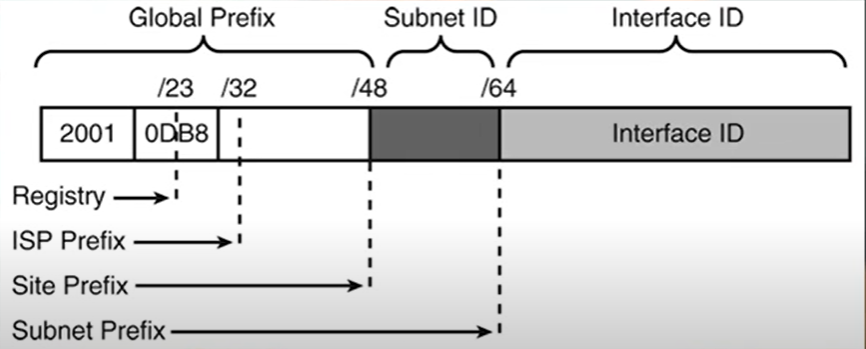 Global Prefix Subnet ID Interface ID
/23 /32 /48 /64
2001 0DB8 Interface ID
Registry
ISP Prefix
Site Prefix
Subnet Prefix